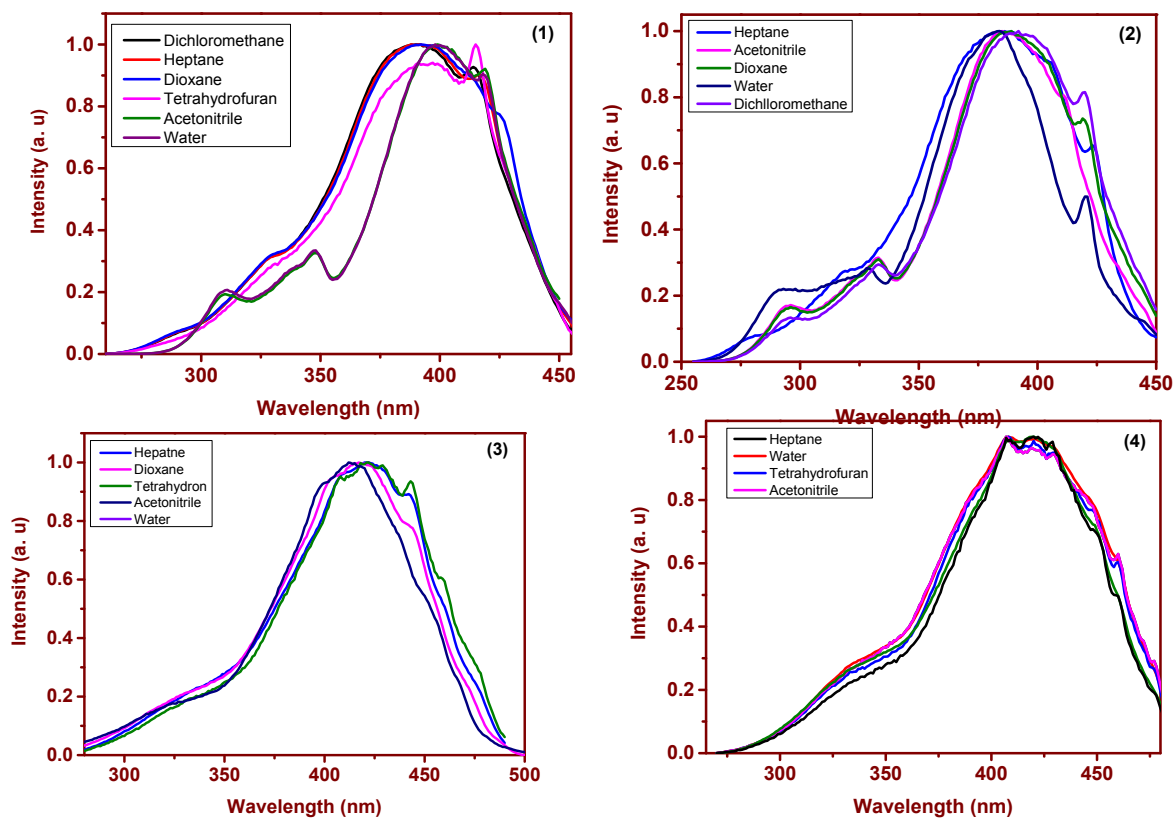 (1)
Dichloromethane
Heptane
Dioxane
Tetrahydrofuran
Acetonitrile
Water
Intensity (a. u)
1.0
0.8
0.6
0.4
0.2
0.0
300 350 400 450
Wavelength (nm)
(2)
Heptane
Acetonitrile
Dioxane
Water
Dichlloromethane
Intensity (a. u)
1.0
0.8
0.6
0.4
0.2
0.0
250 300 350 400 450
Wavelength (nm)
(3)
Hepatne
Dioxane
Tetrahydron
Acetonitrile
Water
Intensity (a. u)
1.0
0.8
0.6
0.4
0.2
0.0
300 350 400 450 500
Wavelength (nm)
(4)
Heptane
Water
Tetrahydrofuran
Acetonitrile
Intensity (a. u)
1.0
0.8
0.6
0.4
0.2
0.0
300 350 400 450
Wavelength (nm)